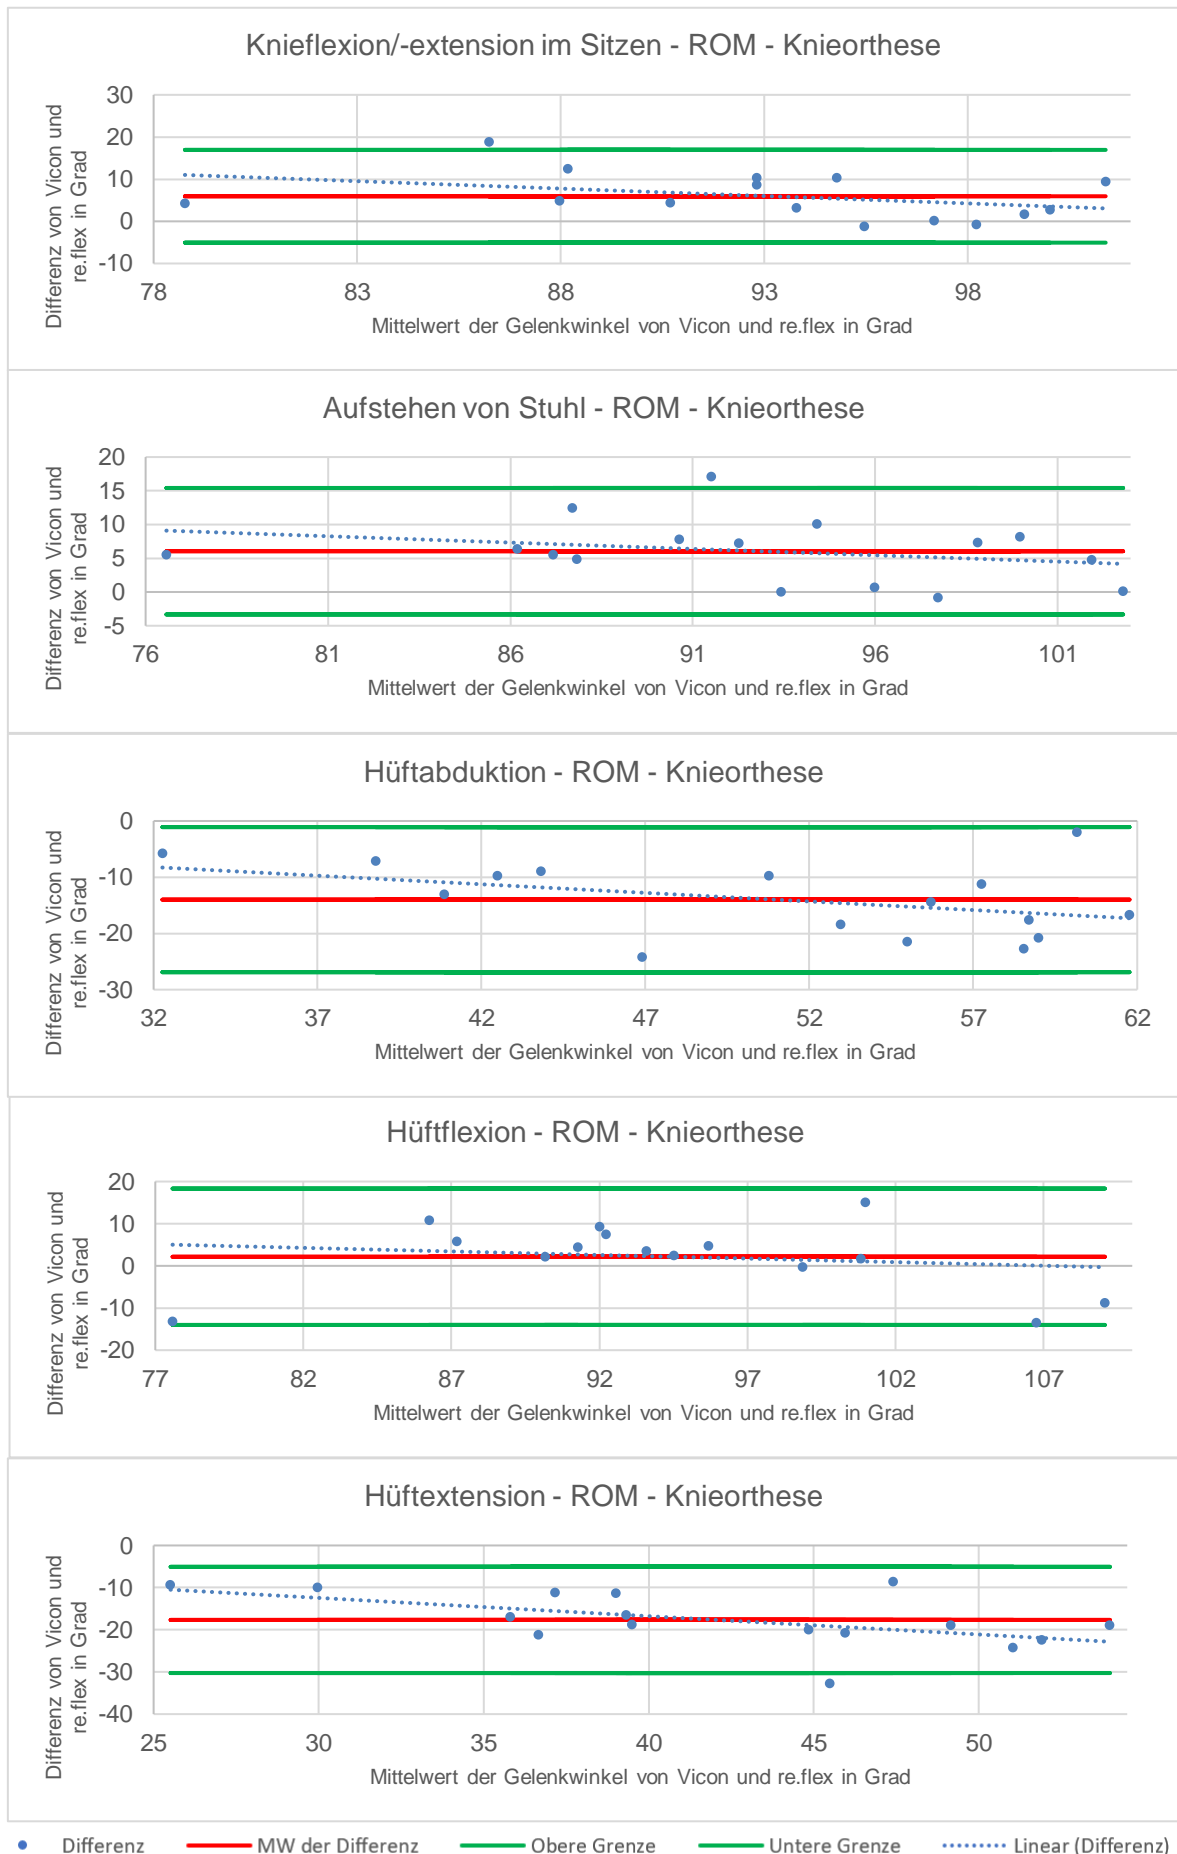 Knieflexion/-extension im Sitzen - ROM - Knieorthese
Differenz von Vicon und
re.flex in Grad
30
20
10
0
-10
78 83 88 93 98
Mittelwert der Gelenkwinkel von Vicon und re.flex in Grad
Aufstehen von Stuhl - ROM - Knieorthese
Differenz von Vicon und
re.flex in Grad
20
15
10
5
0
-5
76 81 86 91 96 101
Mittelwert der Gelenkwinkel von Vicon und re.flex in Grad
Hüftabduktion - ROM - Knieorthese
Differenz von Vicon und
re.flex in Grad
0
-10
-20
-30
32 37 42 47 52 57 62
Mittelwert der Gelenkwinkel von Vicon und re.flex in Grad
Hüftflexion - ROM - Knieorthese
Differenz von Vicon und
re.flex in Grad
20
10
0
-10
-20
77 82 87 92 97 102 107
Mittelwert der Gelenkwinkel von Vicon und re.flex in Grad
Hüftextension - ROM - Knieorthese
Differenz von Vicon und
re.flex in Grad
0
-10
-20
-30
-40
25 30 35 40 45 50
Mittelwert der Gelenkwinkel von Vicon und re.flex in Grad
Differenz MW der Differenz Obere Grenze Untere Grenze Linear (Differenz)